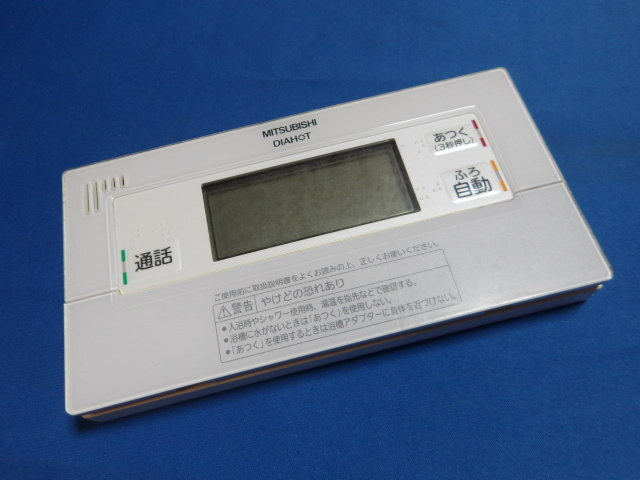 MITSUBISHI
DIAHOT
あつく
(3秒押し)
ふろ
自動
通話
ご使用前に取扱説明書をよくお読みの上、正しくお使いください。
⚠警告 やけどの恐れあり
•入浴時やシャワー使用時、湯温を指先などで確認する。
•浴槽に水がないときは「あつく」を使用しない。
•「あつく」を使用するときは浴槽アダプターに身体を近づけない。